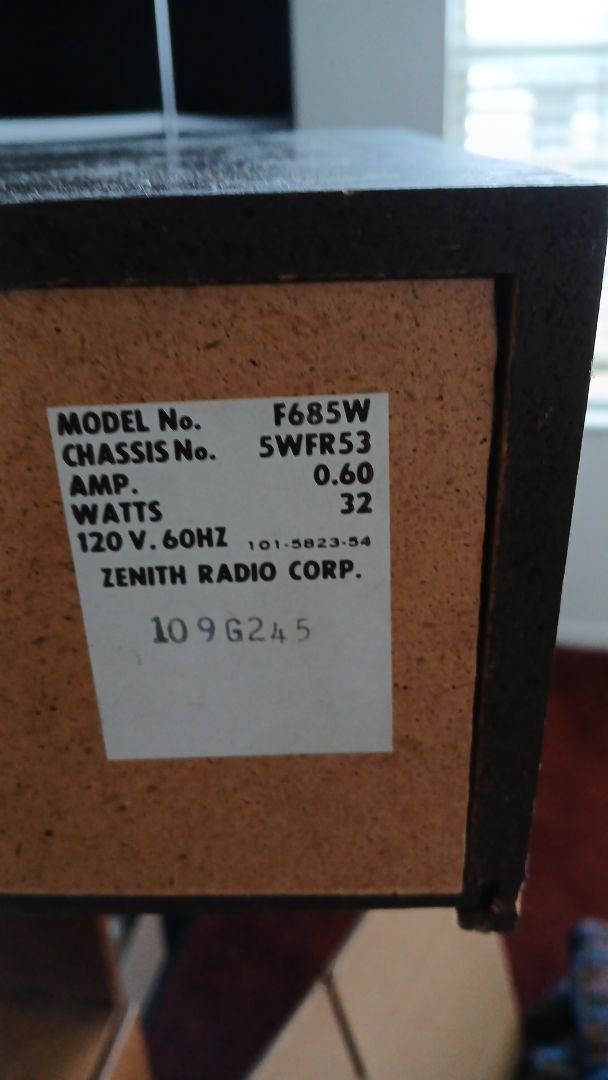 MODEL No. F685W
CHASSIS No. 5WFR53
AMP. 0.60
WATTS 32
120 V. 60HZ 101-5823-54
ZENITH RADIO CORP.
109G245